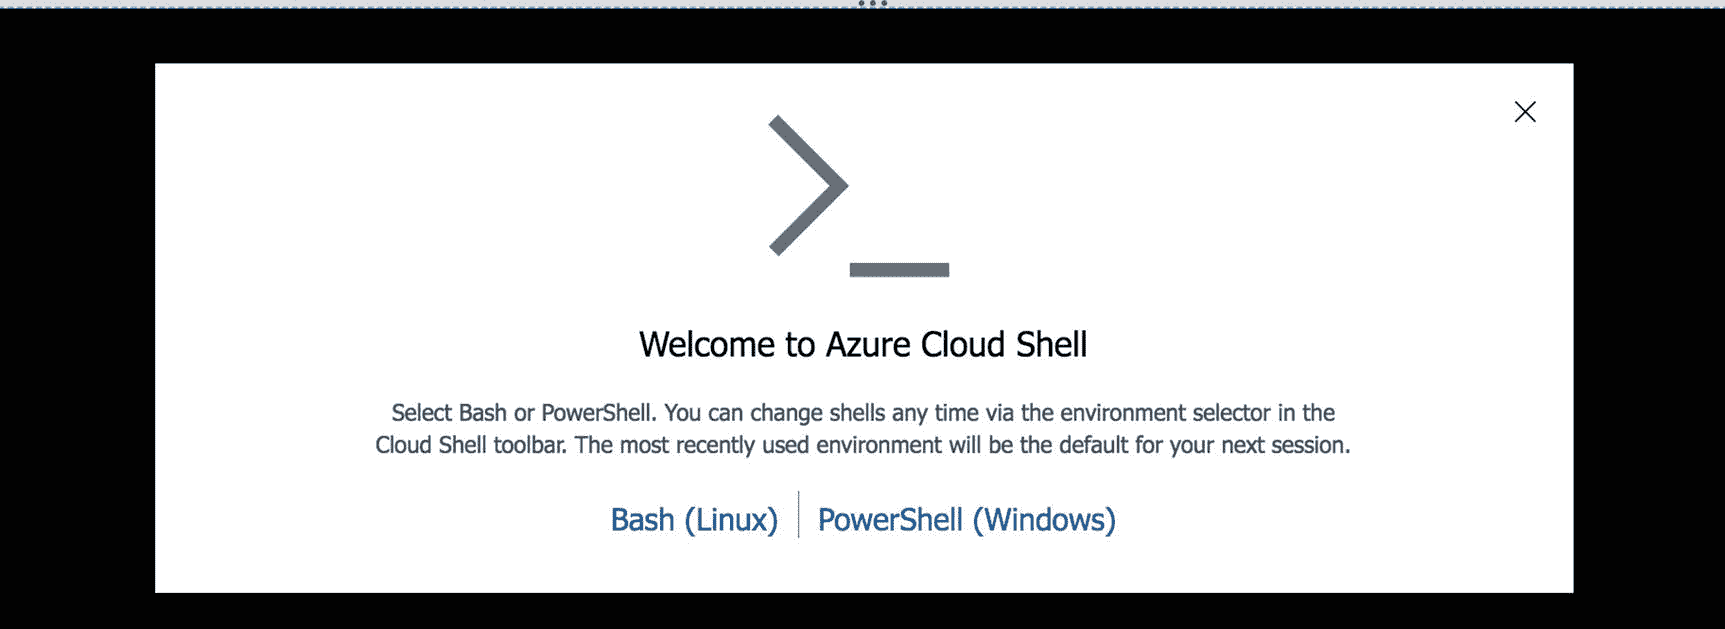 Welcome to Azure Cloud Shell
Select Bash or PowerShell. You can change shells any time via the environment selector in the
Cloud Shell toolbar. The most recently used environment will be the default for your next session.
Bash (Linux) PowerShell (Windows)